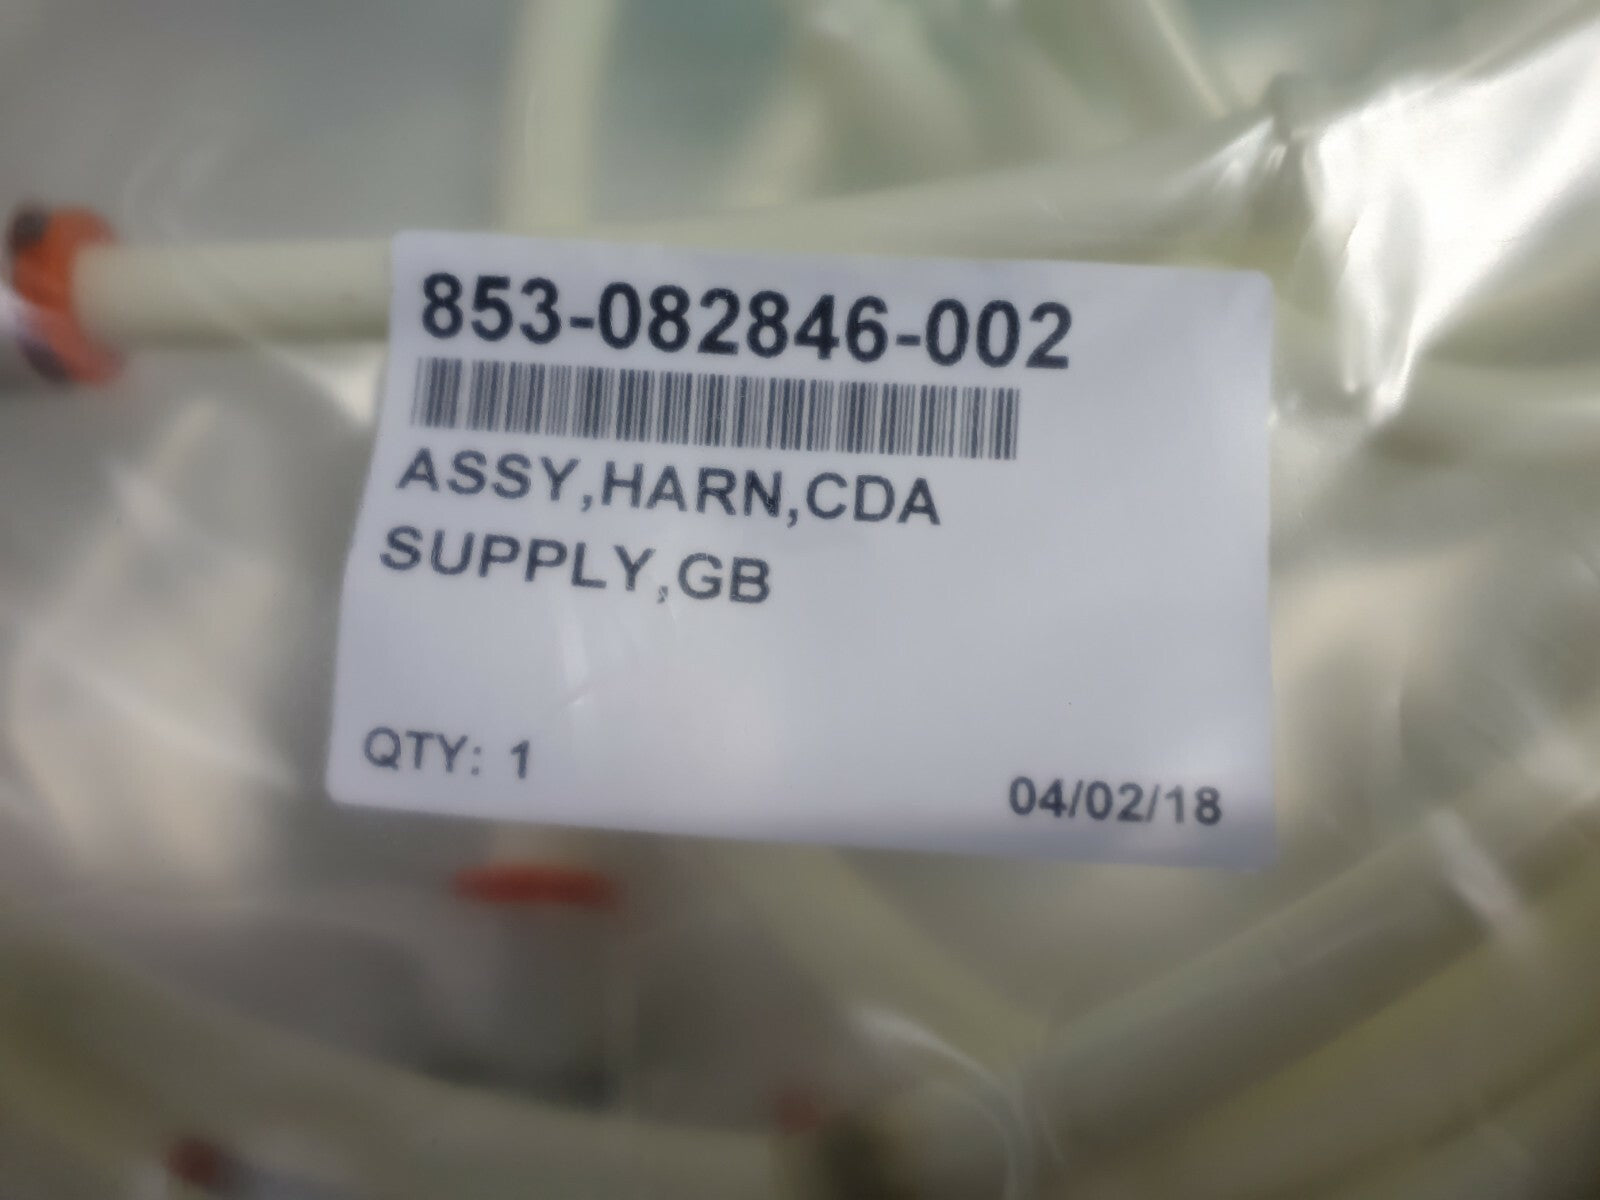 853-082846-002
ASSY,HARN,CDA
SUPPLY,GB
QTY: 1
04/02/18